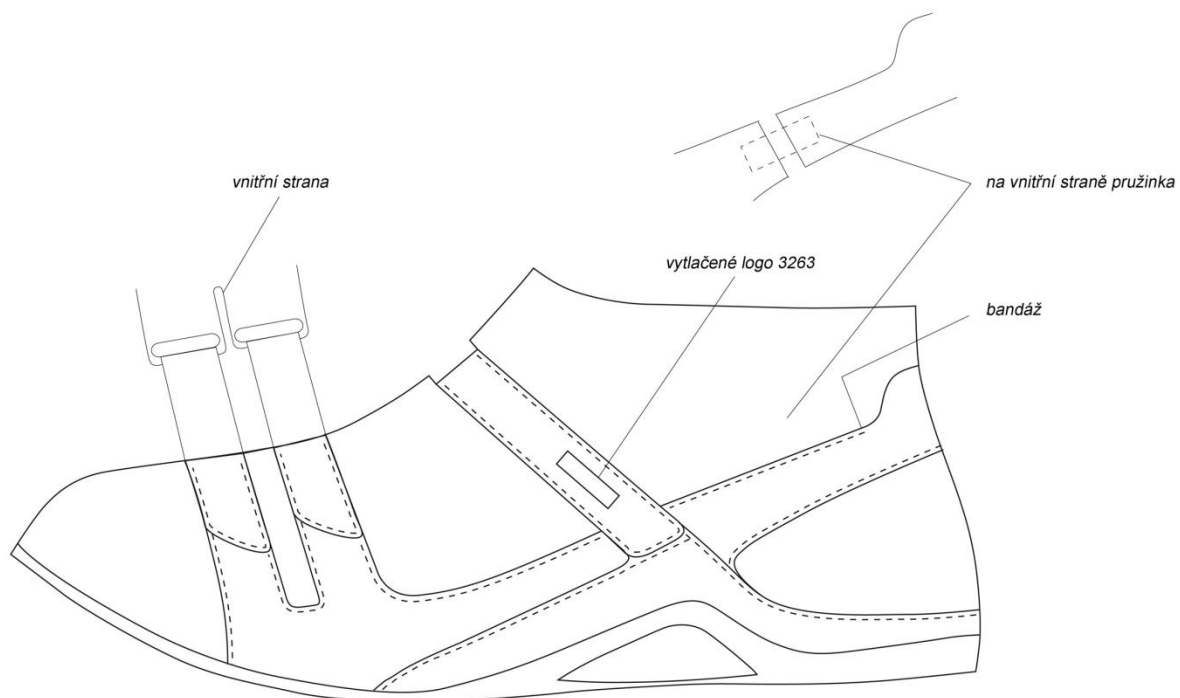 vnitřní strana
na vnitřní straně pružinka
vytlačené logo 3263
bandáž